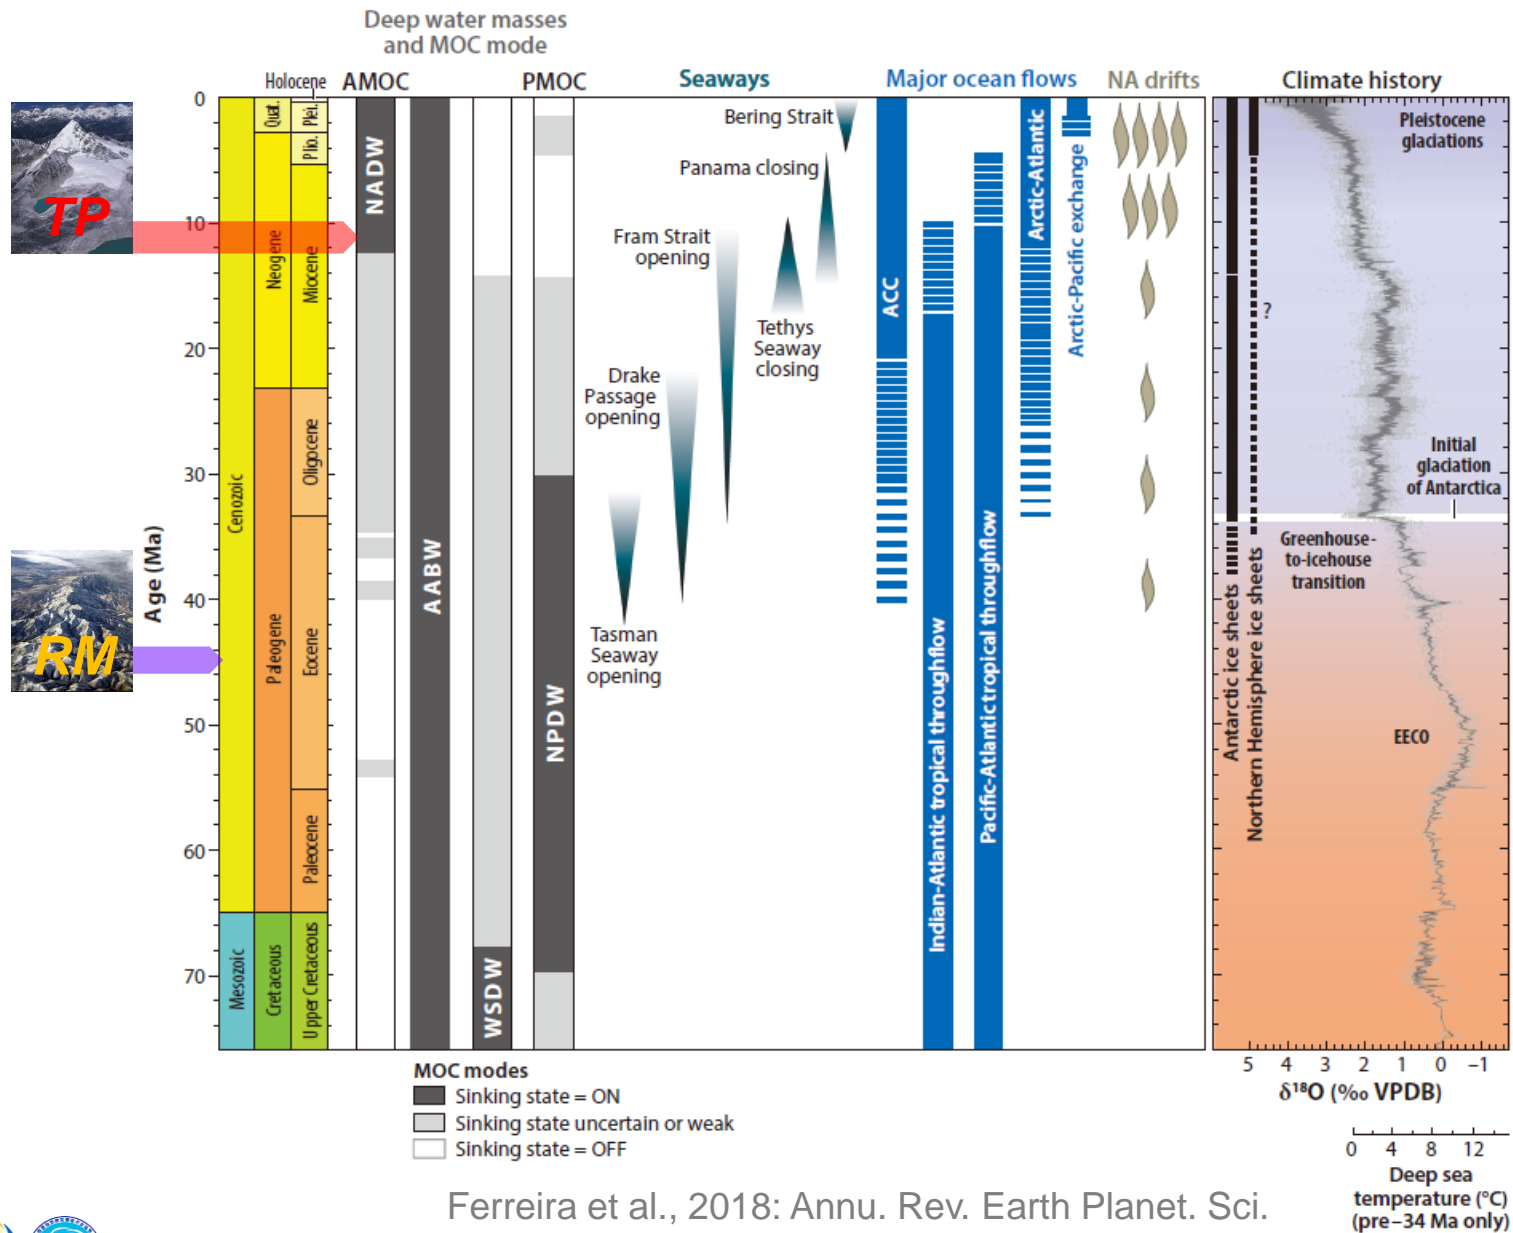 Deep water masses
and MOC mode
Holocene
AMOC
PMOC
Seaways
Major ocean flows
NA drifts
Climate history
TP
RM
Age (Ma)
0
10
20
30
40
50
60
70
Cenozoic
Mesozoic
Quat.
Neogene
Paleogene
Cretaceous
Plei.
Plio.
Miocene
Oligocene
Eocene
Paleocene
Upper Cretaceous
NADW
AABW
WSDW
NPDW
Bering Strait
Panama closing
Fram Strait
opening
Tethys
Seaway
closing
Drake
Passage
opening
Tasman
Seaway
opening
ACC
Indian-Atlantic tropical throughflow
Pacific-Atlantic tropical throughflow
Arctic-Atlantic
Arctic-Pacific exchange
Antarctic ice sheets
Northern Hemisphere ice sheets
?
Pleistocene
glaciations
Initial
glaciation
of Antarctica
Greenhouse-
to-icehouse
transition
EECO
5 4 3 2 1 0 –1
δ¹⁸O (‰ VPDB)
0 4 8 12
Deep sea
temperature (°C)
(pre–34 Ma only)
MOC modes
Sinking state = ON
Sinking state uncertain or weak
Sinking state = OFF
Ferreira et al., 2018: Annu. Rev. Earth Planet. Sci.